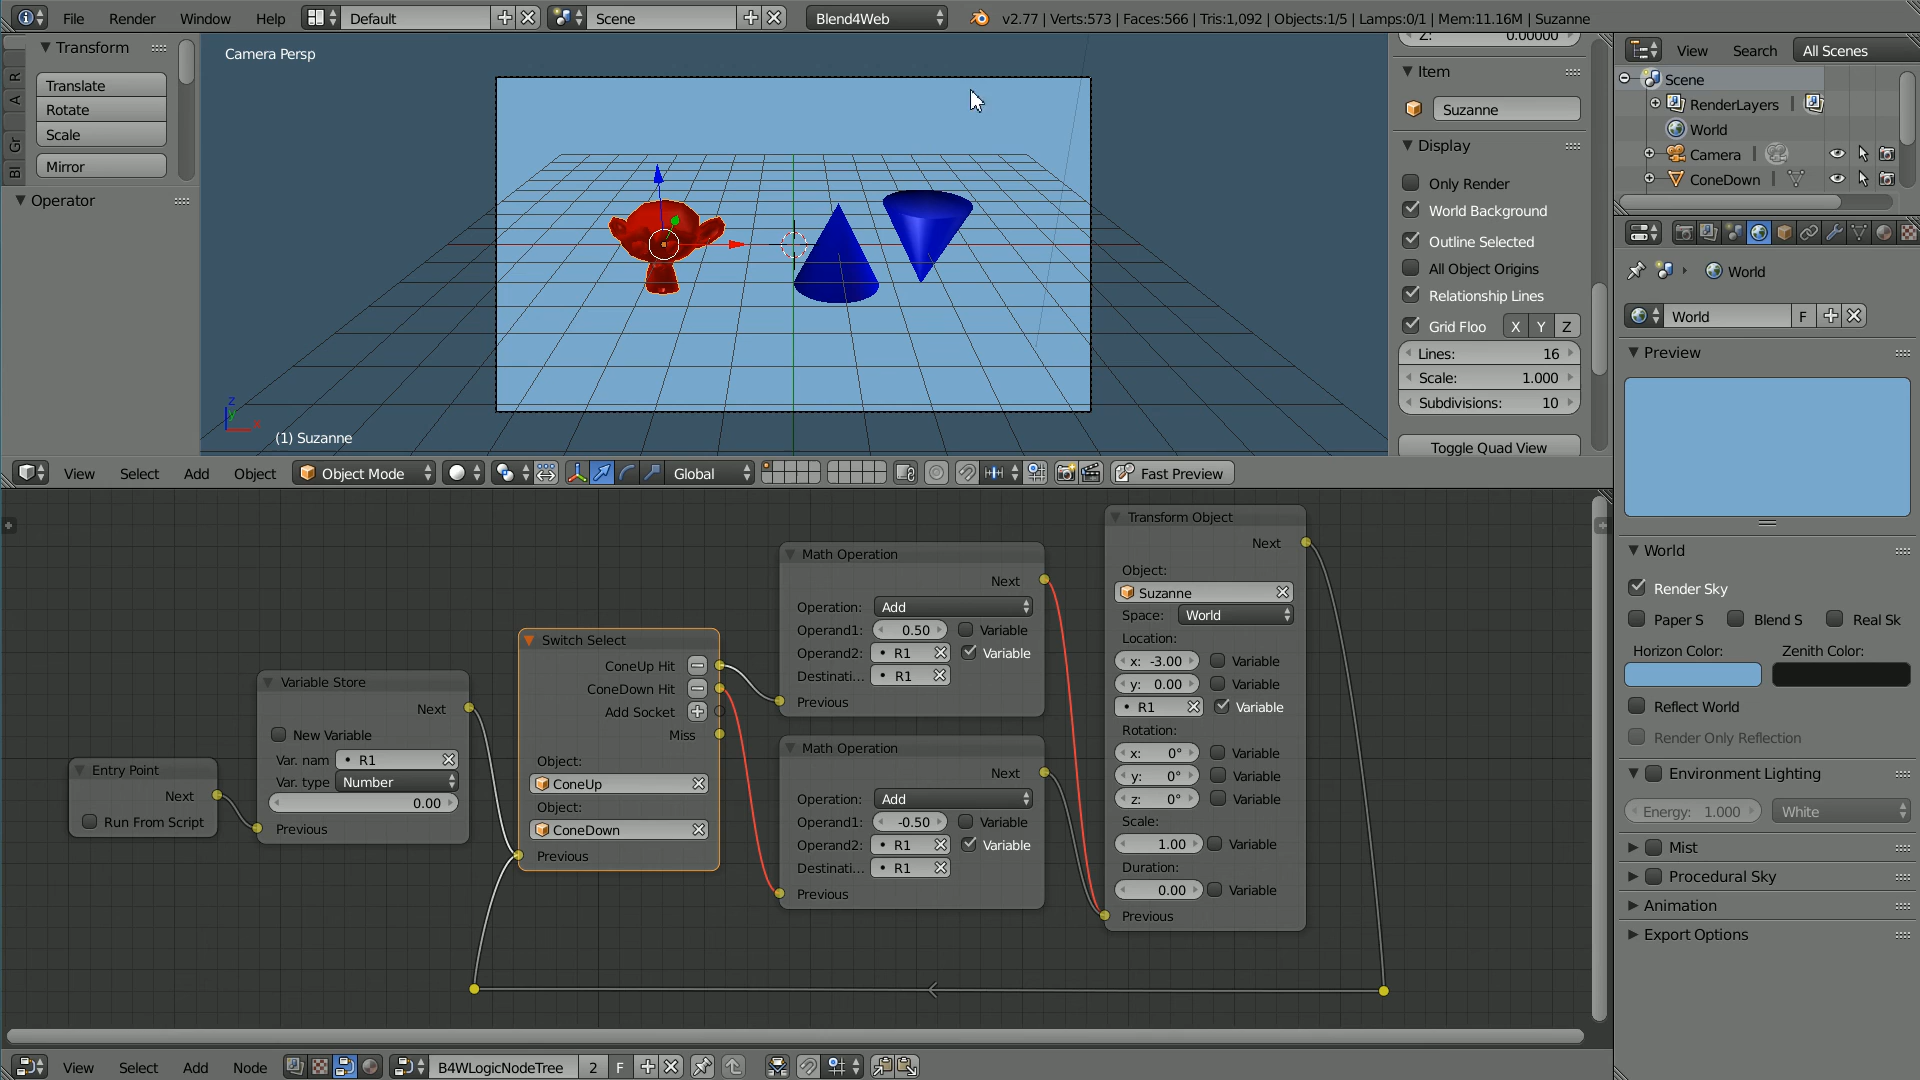 File Render Window Help Default Scene Blend4Web v2.77 | Verts:573 | Faces:566 | Tris:1,092 | Objects:1/5 | Lamps:0/1 | Mem:11.16M | Suzanne
Transform
Translate
Rotate
Scale
Mirror
Operator
R
A
Gr
Bl
Camera Persp
z
y
x
(1) Suzanne
Z: 0.00000
Item
Suzanne
Display
Only Render
World Background
Outline Selected
All Object Origins
Relationship Lines
Grid Floo X Y Z
Lines: 16
Scale: 1.000
Subdivisions: 10
Toggle Quad View
View Select Add Object Object Mode Global Fast Preview
View Search All Scenes
Scene
RenderLayers
World
Camera
ConeDown
World
World F
Preview
World
Render Sky
Paper S Blend S Real Sk
Horizon Color: Zenith Color:
Reflect World
Render Only Reflection
Environment Lighting
Energy: 1.000 White
Mist
Procedural Sky
Animation
Export Options
Entry Point
Next
Run From Script
Variable Store
Next
New Variable
Var. nam R1
Var. type Number
0.00
Previous
Switch Select
ConeUp Hit
ConeDown Hit
Add Socket
Miss
Object:
ConeUp
Object:
ConeDown
Previous
Math Operation
Next
Operation: Add
Operand1: 0.50 Variable
Operand2: R1 Variable
Destinati... R1
Previous
Math Operation
Next
Operation: Add
Operand1: -0.50 Variable
Operand2: R1 Variable
Destinati... R1
Previous
Transform Object
Next
Object:
Suzanne
Space: World
Location:
x: -3.00 Variable
y: 0.00 Variable
R1 Variable
Rotation:
x: 0° Variable
y: 0° Variable
z: 0° Variable
Scale:
1.00 Variable
Duration:
0.00 Variable
Previous
View Select Add Node B4WLogicNodeTree 2 F